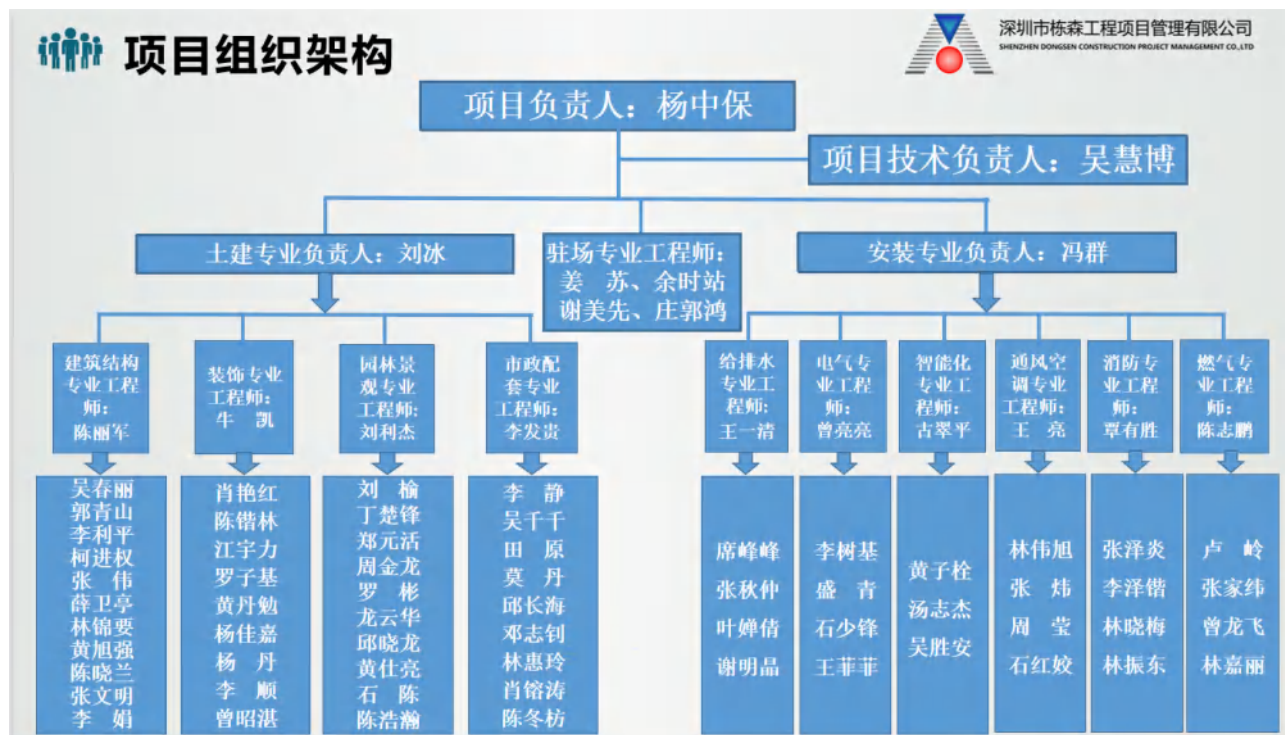 项目组织架构
深圳市栋森工程项目管理有限公司
SHENZHEN DONGSEN CONSTRUCTION PROJECT MANAGEMENT CO.,LTD
项目负责人：杨中保
项目技术负责人：吴慧博
土建专业负责人：刘冰
驻场专业工程师：
姜　苏、余时站
谢美先、庄郭鸿
安装专业负责人：冯群
建筑结构
专业工程
师：
陈丽军
装饰专业
工程师：
牛　凯
园林景
观专业
工程师：
刘利杰
市政配
套专业
工程师：
李发贵
给排水
专业工
程师：
王一清
电气专
业工程
师：
曾亮亮
智能化
专业工
程师：
古翠平
通风空
调专业
工程师：
王　亮
消防专
业工程
师：
覃有胜
燃气专
业工程
师：
陈志鹏
吴春丽
郭青山
李利平
柯进权
张　伟
薛卫亭
林锦要
黄旭强
陈晓兰
张文明
李　娟
肖艳红
陈锴林
江宇力
罗子基
黄丹勉
杨佳嘉
杨　丹
李　顺
曾昭湛
刘　榆
丁楚锋
郑元活
周金龙
罗　彬
龙云华
邱晓龙
黄仕亮
石　陈
陈浩瀚
李　静
吴千千
田　原
莫　丹
邱长海
邓志钊
林惠玲
肖镕涛
陈冬枋
席峰峰
张秋仲
叶婵倩
谢明晶
李树基
盛　青
石少锋
王菲菲
黄子栓
汤志杰
吴胜安
林伟旭
张　炜
周　莹
石红姣
张泽炎
李泽锴
林晓梅
林振东
卢　岭
张家纬
曾龙飞
林嘉丽